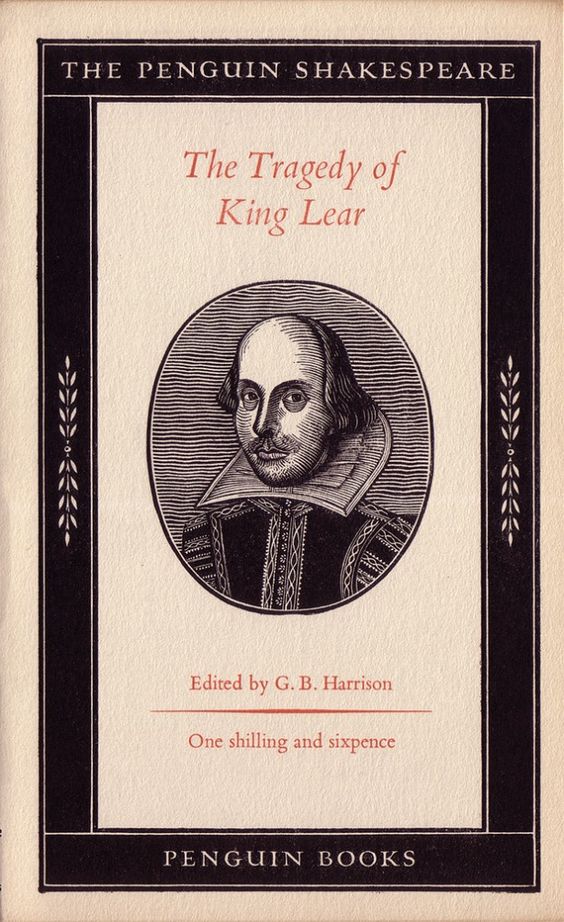 THE PENGUIN SHAKESPEARE
The Tragedy of
King Lear
Edited by G. B. Harrison
One shilling and sixpence
PENGUIN BOOKS